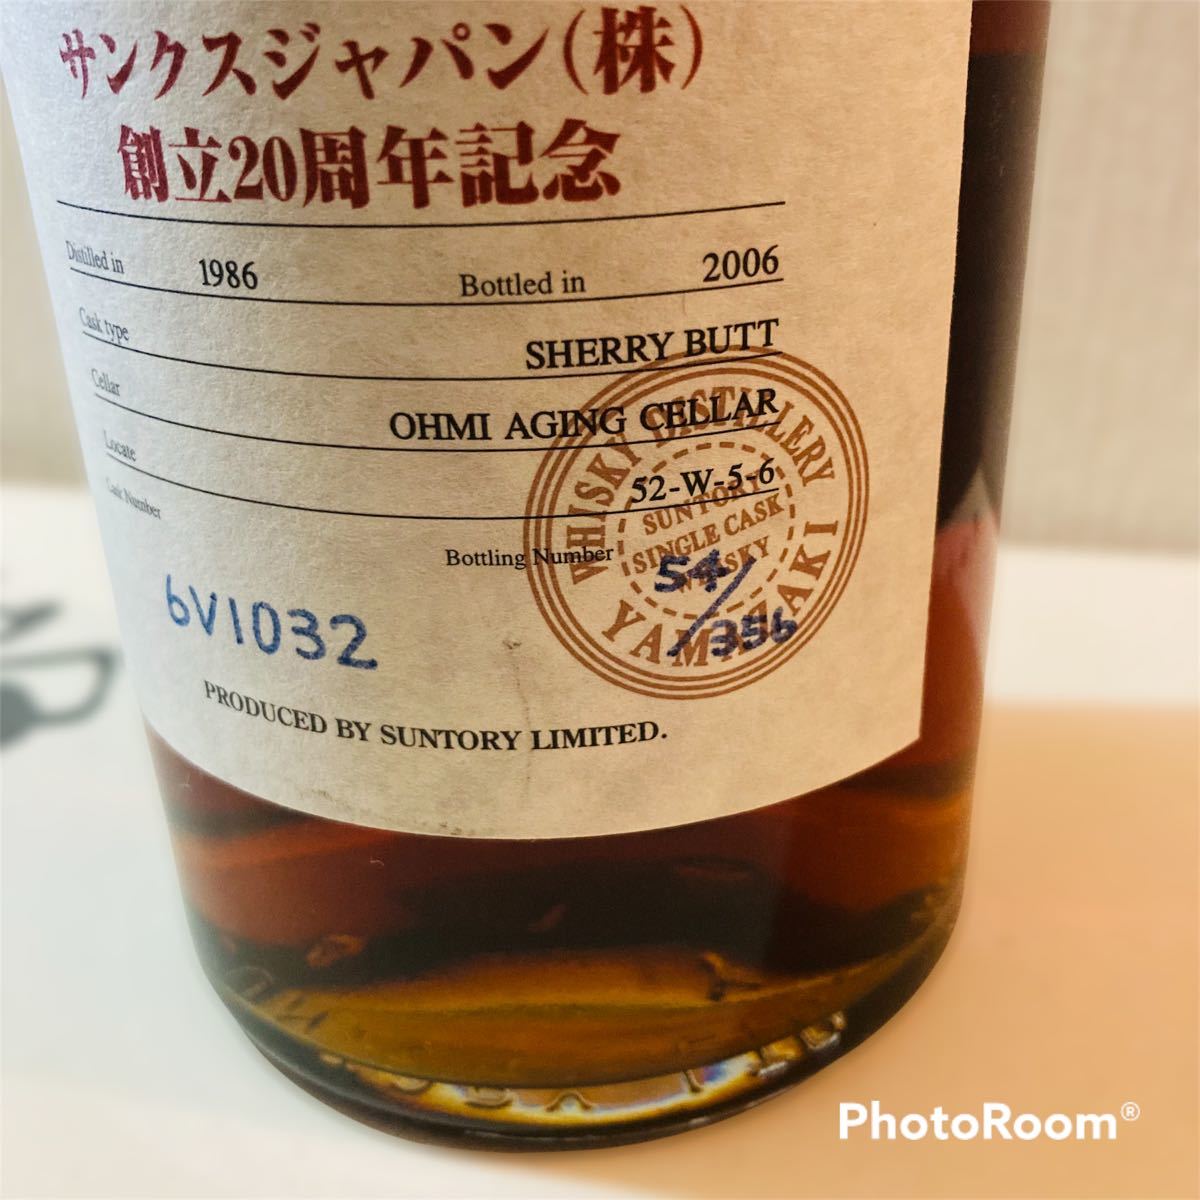 サンクスジャパン(株)
創立20周年記念
Distilled in 1986 Bottled in 2006
Cask type SHERRY BUTT
Cellar OHMI AGING CELLAR
Locate 52-W-5-6
Cask Number Bottling Number
6V1032 54/356
WHISKY DISTILLERY
SUNTORY
SINGLE CASK
WHISKY
YAMAZAKI
PRODUCED BY SUNTORY LIMITED.
PhotoRoom®